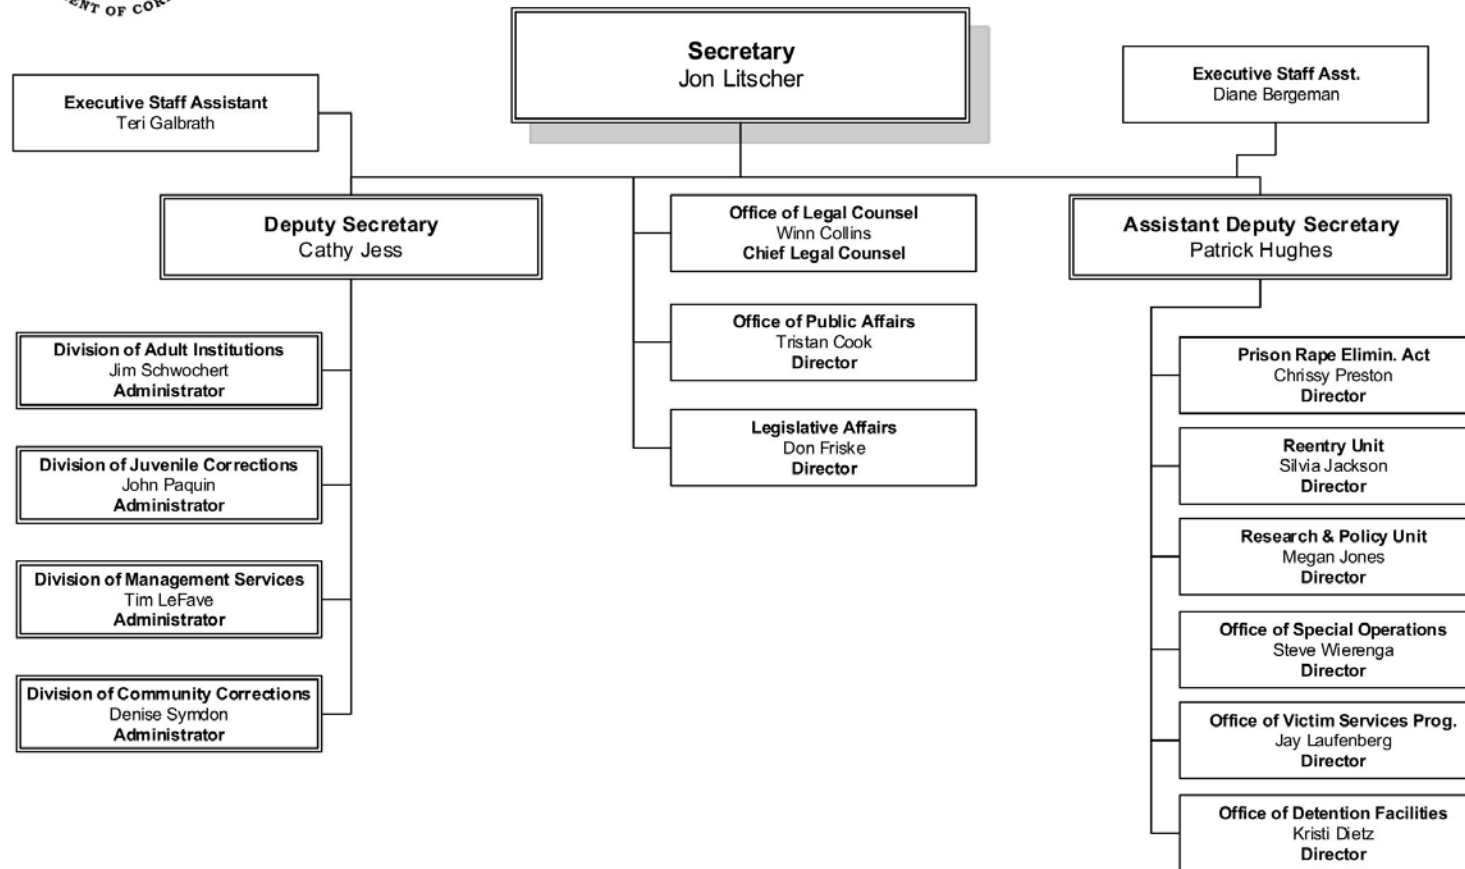 OF
Secretary
Jon Litscher
Executive Staff Assistant
Teri Galbrath
Executive Staff Asst.
Diane Bergeman
Deputy Secretary
Cathy Jess
Office of Legal Counsel
Winn Collins
Chief Legal Counsel
Assistant Deputy Secretary
Patrick Hughes
Division of Adult Institutions
Jim Schwochert
Administrator
Division of Juvenile Corrections
John Paquin
Administrator
Division of Management Services
Tim LeFave
Administrator
Division of Community Corrections
Denise Symdon
Administrator
Office of Public Affairs
Tristan Cook
Director
Legislative Affairs
Don Friske
Director
Prison Rape Elimin. Act
Chrissy Preston
Director
Reentry Unit
Silvia Jackson
Director
Research & Policy Unit
Megan Jones
Director
Office of Special Operations
Steve Wierenga
Director
Office of Victim Services Prog.
Jay Laufenberg
Director
Office of Detention Facilities
Kristi Dietz
Director